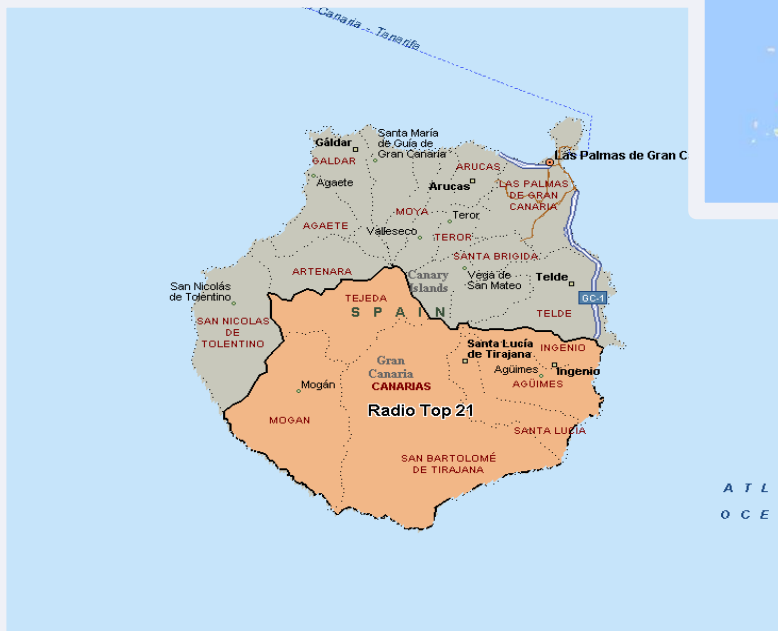 Canaria - Tanarifa
Santa María
de Guía de
Gran Canaria
Gáldar
GALDAR
Las Palmas de Gran C
ARUCAS
Agaete
Arucas
LAS PALMAS
DE GRAN
CANARIA
MOYA
Teror
AGAETE
Valleseco
TEROR
SANTA BRIGIDA
ARTENARA
Canary
Islands
Vega de
San Mateo
Telde
San Nicolás
de Tolentino
TEJEDA
GC-1
SPAIN
TELDE
SAN NICOLAS
DE
TOLENTINO
Santa Lucía
de Tirajana
INGENIO
Gran
Canaria
Agüimes
Ingenio
Mogán
CANARIAS
AGÜIMES
Radio Top 21
MOGAN
SANTA LUCÍA
SAN BARTOLOMÉ
DE TIRAJANA
ATL
OCE